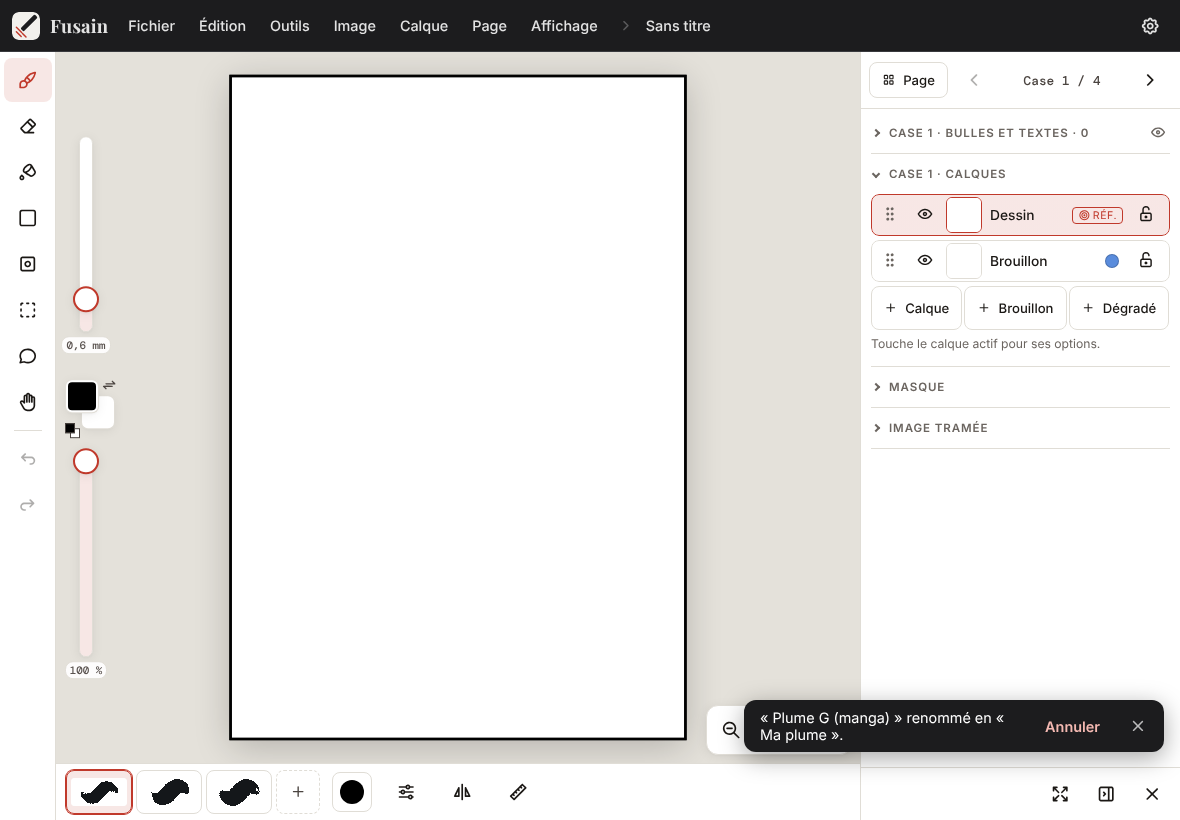 Fusain Fichier Édition Outils Image Calque Page Affichage Sans titre
Page Case 1 / 4
CASE 1 · BULLES ET TEXTES · 0
CASE 1 · CALQUES
Dessin RÉF.
Brouillon
+ Calque + Brouillon + Dégradé
Touche le calque actif pour ses options.
MASQUE
IMAGE TRAMÉE
0,6 mm
100 %
« Plume G (manga) » renommé en «
Ma plume ».
Annuler